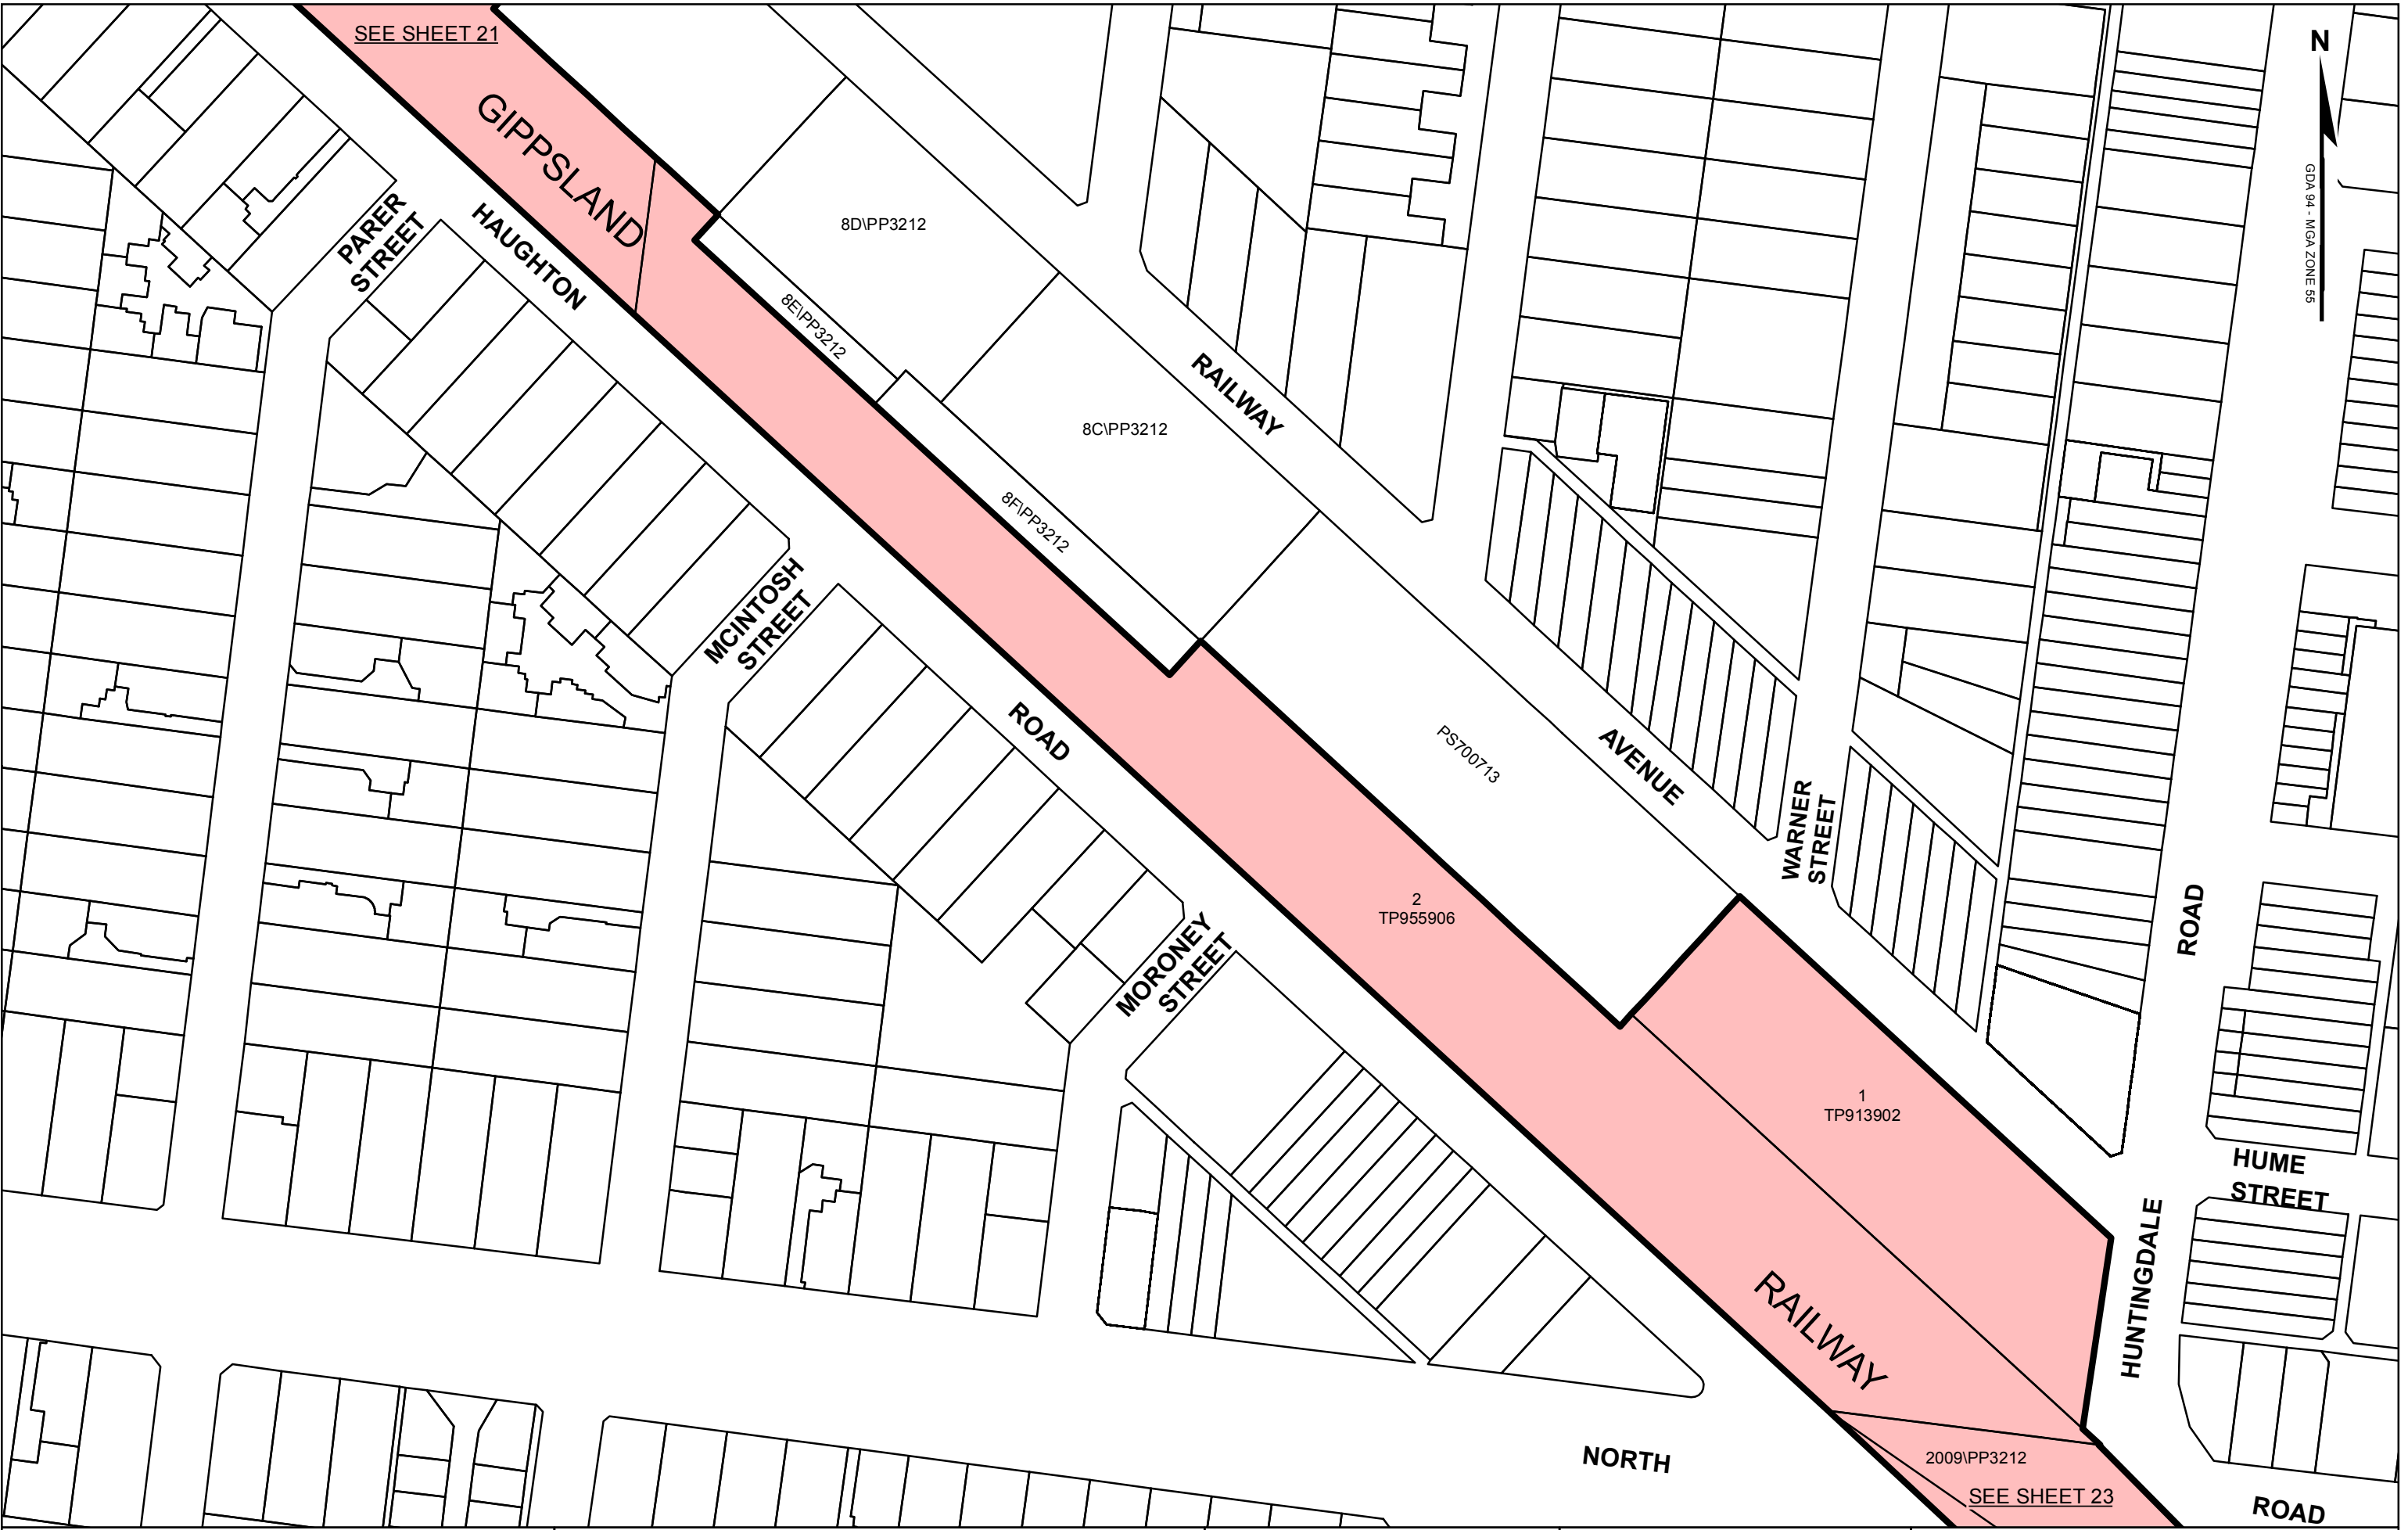 SEE SHEET 21
N
GDA 94 - MGA ZONE 55
GIPPSLAND
PARER
STREET
HAUGHTON
8D\PP3212
8E\PP3212
RAILWAY
8C\PP3212
8F\PP3212
MCINTOSH
STREET
ROAD
PS700713
AVENUE
WARNER
STREET
2
TP955906
ROAD
MORONEY
STREET
1
TP913902
HUME
STREET
HUNTINGDALE
RAILWAY
NORTH
2009\PP3212
SEE SHEET 23
ROAD